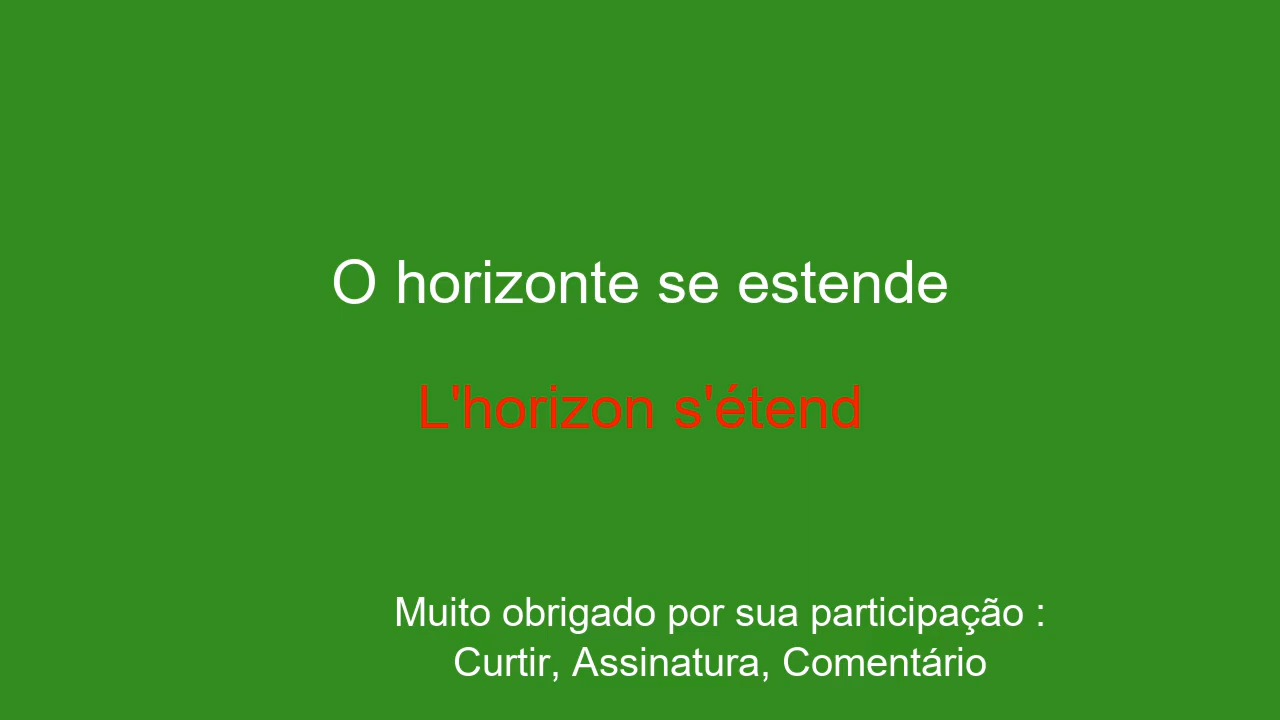 O horizonte se estende
L'horizon s'étend
Muito obrigado por sua participação :
Curtir, Assinatura, Comentário